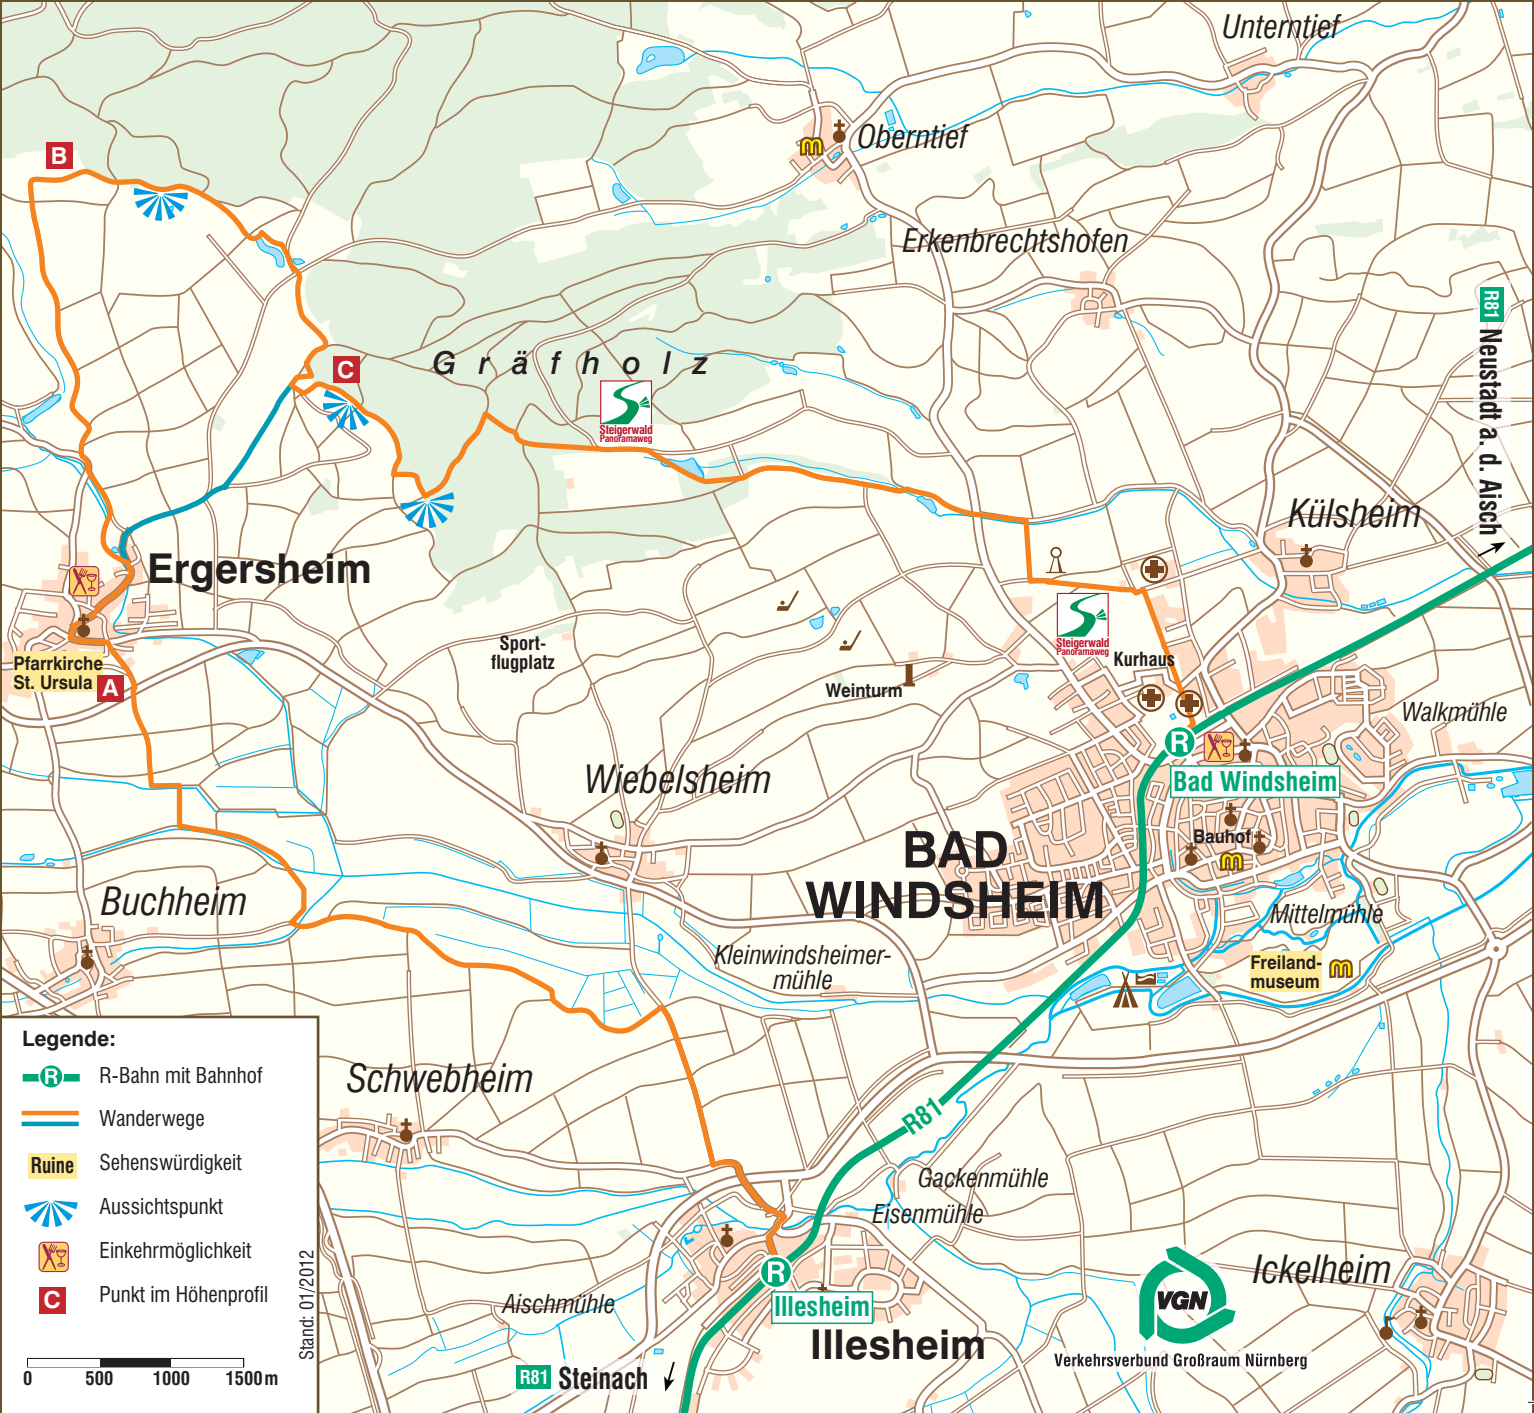 Unterntief
Oberntief
B
Erkenbrechtshofen
R81 Neustadt a. d. Aisch
C
Gräfholz
Steigerwald
Panoramaweg
Külsheim
Ergersheim
Sport-
flugplatz
Steigerwald
Panoramaweg
Kurhaus
Pfarrkirche
St. Ursula
A
Weinturm
Walkmühle
R
Bad Windsheim
Wiebelsheim
Bauhof
BAD
WINDSHEIM
Buchheim
Mittelmühle
Kleinwindsheimer-
mühle
Freiland-
museum
Schwebheim
R81
Gackenmühle
Eisenmühle
Ickelheim
R
Illesheim
Aischmühle
Illesheim
VGN
Verkehrsverbund Großraum Nürnberg
R81 Steinach
Legende:
R R-Bahn mit Bahnhof
Wanderwege
Ruine Sehenswürdigkeit
Aussichtspunkt
Einkehrmöglichkeit
C Punkt im Höhenprofil
0 500 1000 1500 m
Stand: 01/2012